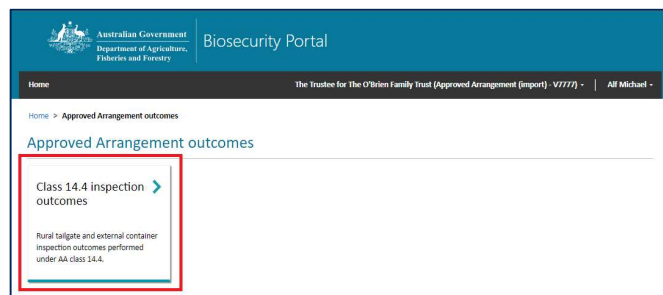 Australian Government
Department of Agriculture,
Fisheries and Forestry
Biosecurity Portal
Home
The Trustee for The O'Brien Family Trust (Approved Arrangement (import) - V7777)
Alf Michael
Home > Approved Arrangement outcomes
Approved Arrangement outcomes
Class 14.4 inspection
outcomes
Rural tailgate and external container
inspection outcomes performed
under AA class 14.4.